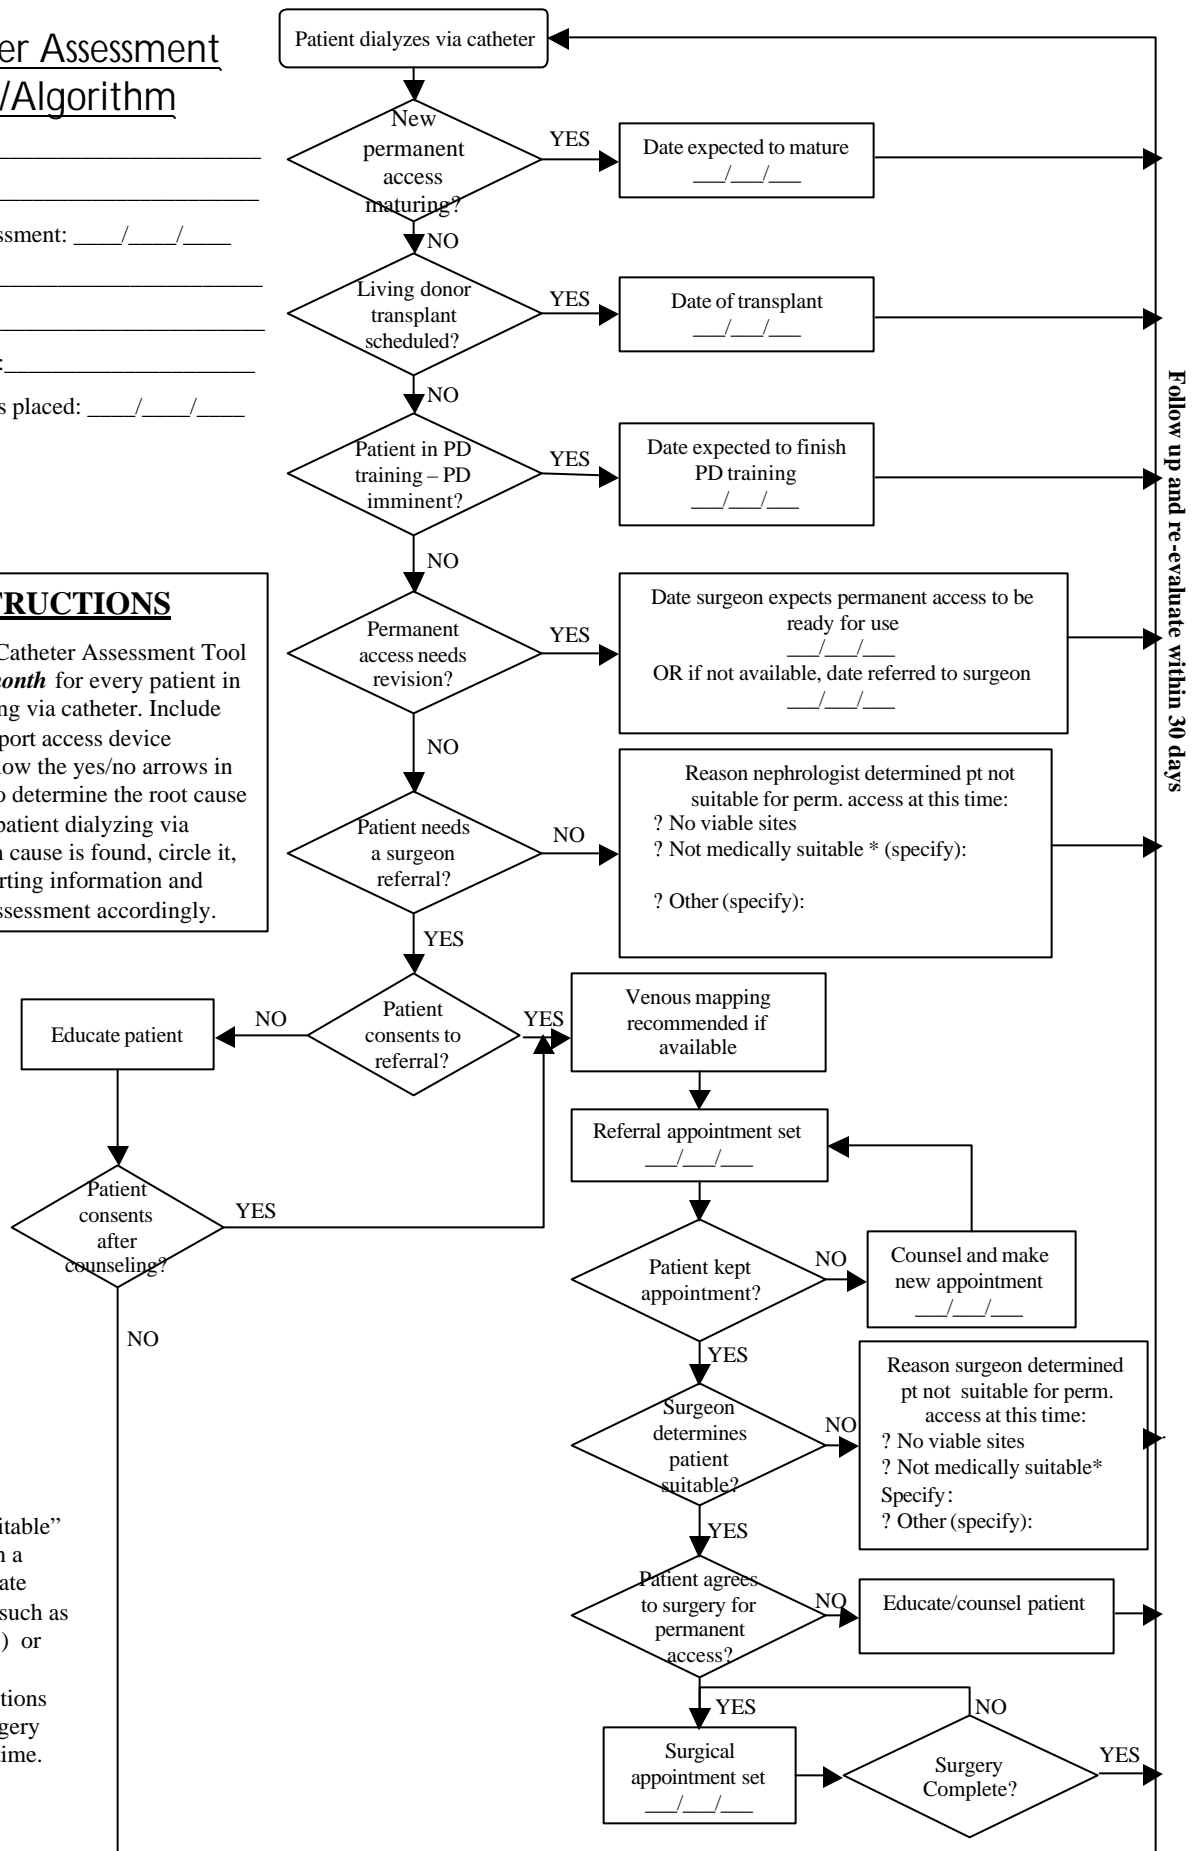 er Assessment
/Algorithm
ssment: ____/____/____
:
s placed: ____/____/____
TRUCTIONS
Catheter Assessment Tool
onth for every patient in
ng via catheter. Include
port access device
low the yes/no arrows in
o determine the root cause
patient dialyzing via
n cause is found, circle it,
rting information and
ssessment accordingly.
Patient dialyzes via catheter
New
permanent
access
maturing?
YES
Date expected to mature
___/___/___
NO
Living donor
transplant
scheduled?
YES
Date of transplant
___/___/___
NO
Patient in PD
training – PD
imminent?
YES
Date expected to finish
PD training
___/___/___
NO
Permanent
access needs
revision?
YES
Date surgeon expects permanent access to be
ready for use
___/___/___
OR if not available, date referred to surgeon
___/___/___
NO
Patient needs
a surgeon
referral?
NO
Reason nephrologist determined pt not
suitable for perm. access at this time:
? No viable sites
? Not medically suitable * (specify):
? Other (specify):
YES
Patient
consents to
referral?
NO
Educate patient
YES
Venous mapping
recommended if
available
Patient
consents
after
counseling?
YES
NO
Referral appointment set
___/___/___
Patient kept
appointment?
NO
Counsel and make
new appointment
___/___/___
YES
Surgeon
determines
patient
suitable?
NO
Reason surgeon determined
pt not suitable for perm.
access at this time:
? No viable sites
? Not medically suitable*
Specify:
? Other (specify):
YES
Patient agrees
to surgery for
permanent
access?
NO
Educate/counsel patient
YES
Surgical
appointment set
___/___/___
NO
Surgery
Complete?
YES
Follow up and re-evaluate within 30 days
itable”
n a
ate
such as
) or
tions
gery
time.